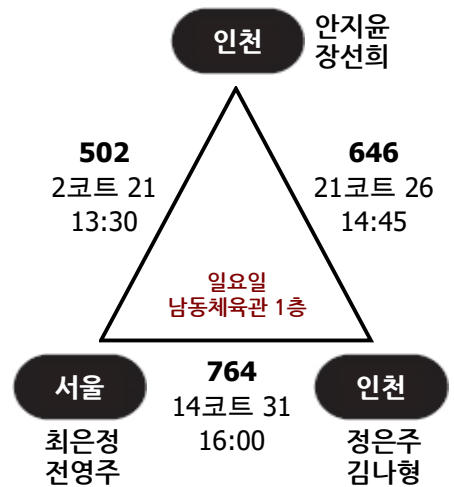 인천
안지윤
장선희
502
2코트 21
13:30
646
21코트 26
14:45
일요일
남동체육관 1층
서울
최은정
전영주
764
14코트 31
16:00
인천
정은주
김나형